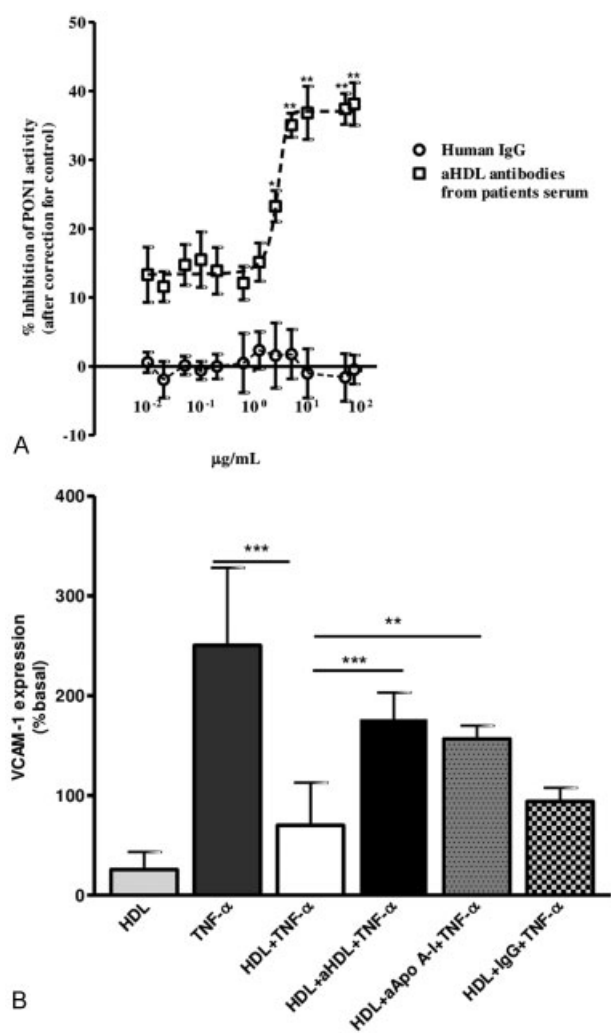 50
40
30
20
10
0
-10
% Inhibition of PON1 activity
(after correction for control)
**
**
**
**
*
Human IgG
aHDL antibodies
from patients serum
10-2
10-1
100
101
102
µg/mL
A
400
300
200
100
0
VCAM-1 expression
(%basal)
***
**
***
HDL
TNF-α
HDL+TNF-α
HDL+aHDL+TNF-α
HDL+aApo A-I+TNF-α
HDL+IgG+TNF-α
B